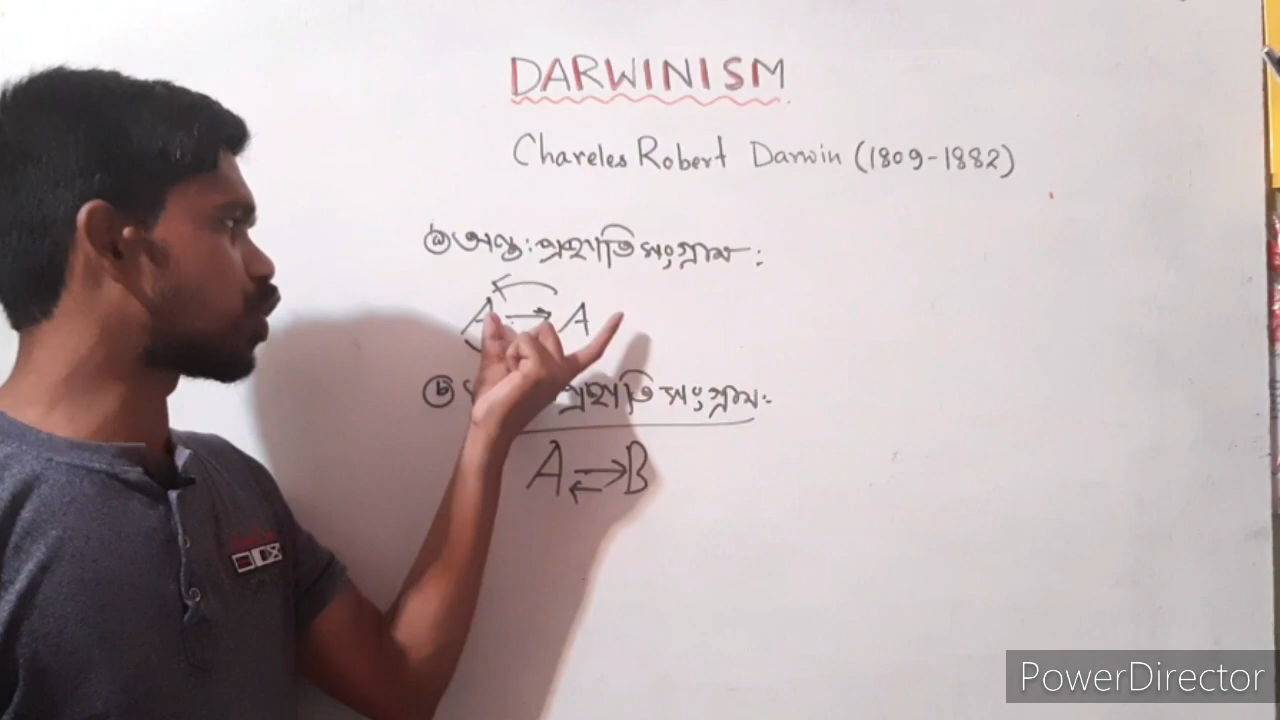 DARWINISM
Chareles Robert Darwin (1809-1882)
ⓐ অন্তঃপ্রজাতি সংগ্রাম :
A ⇄ A
ⓑ প্রজাতি সংগ্রাম :
A ⇄ B
PowerDirector